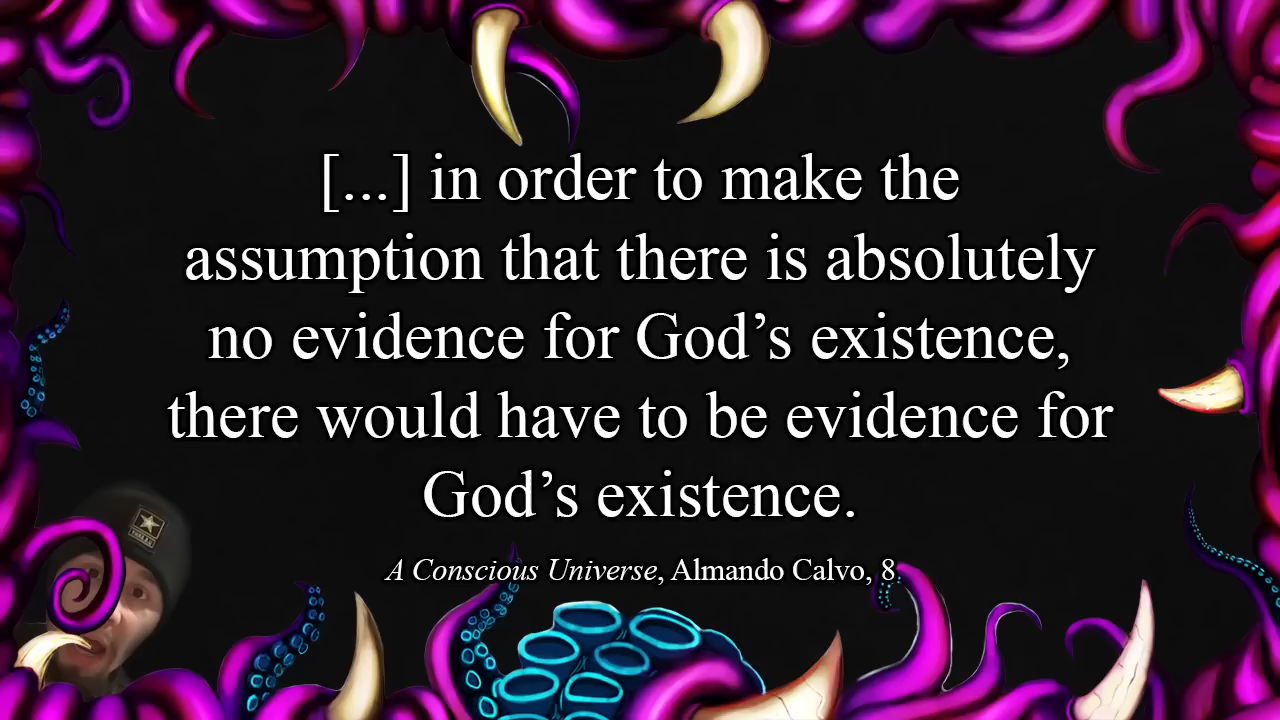 [...] in order to make the
assumption that there is absolutely
no evidence for God’s existence,
there would have to be evidence for
God’s existence.
A Conscious Universe, Almando Calvo, 8